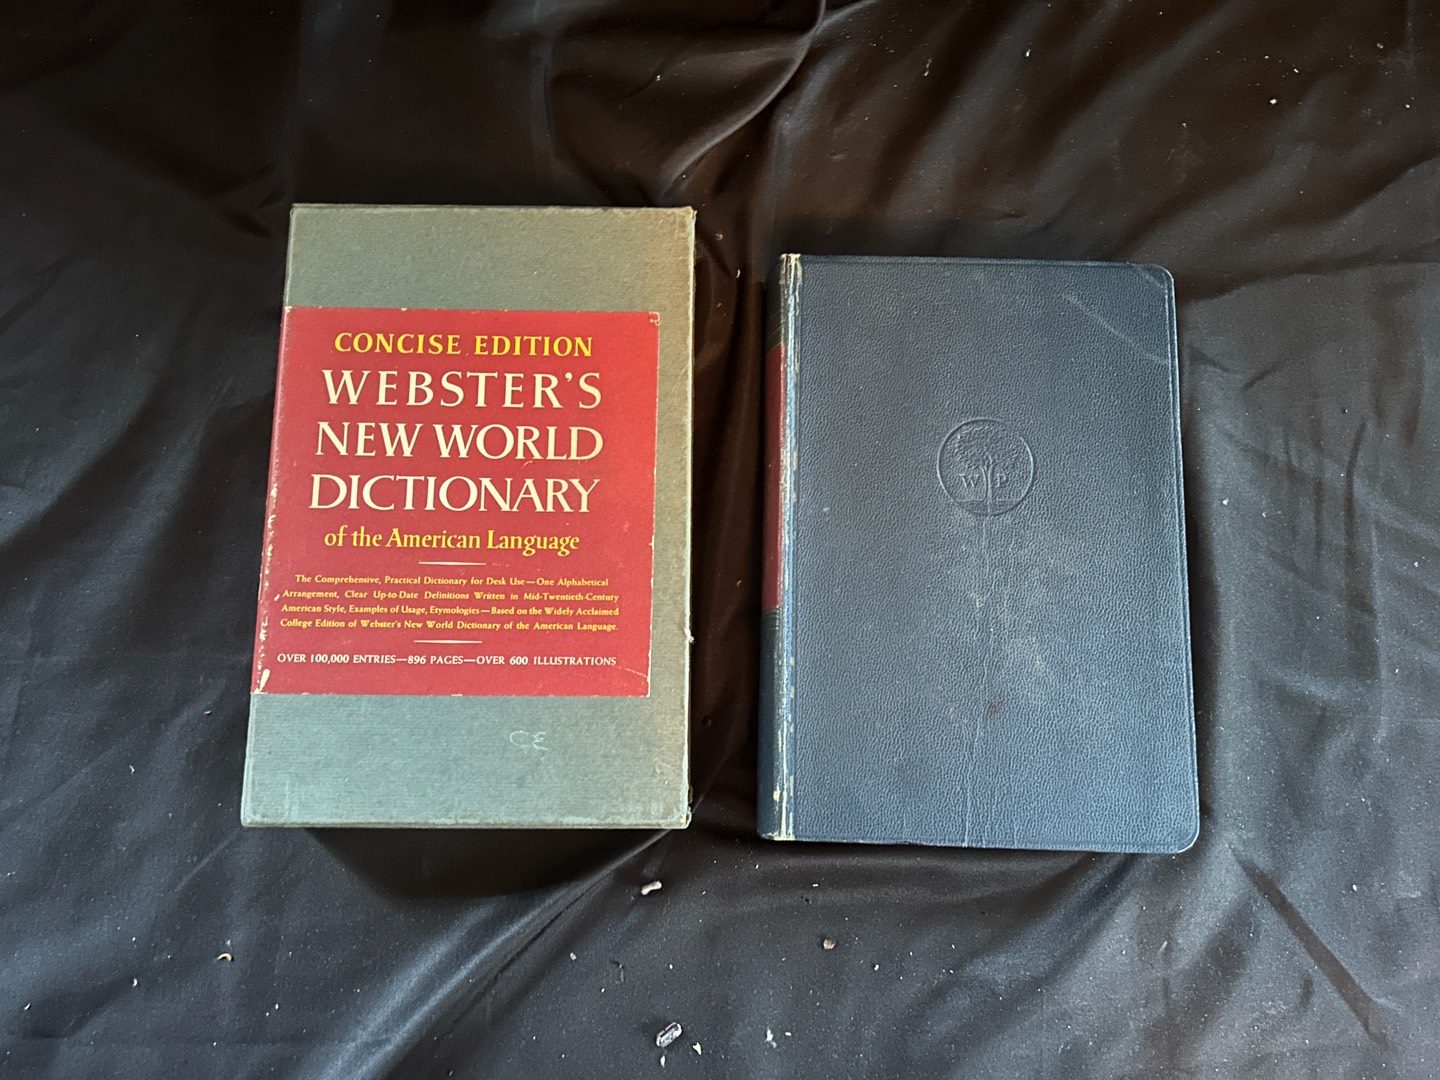 CONCISE EDITION
WEBSTER'S
NEW WORLD
DICTIONARY
of the American Language
The Comprehensive, Practical Dictionary for Desk Use—One Alphabetical
Arrangement, Clear Up-to-Date Definitions Written in Mid-Twentieth-Century
American Style, Examples of Usage, Etymologies—Based on the Widely Acclaimed
College Edition of Webster's New World Dictionary of the American Language.
OVER 100,000 ENTRIES—896 PAGES—OVER 600 ILLUSTRATIONS
CE
W P